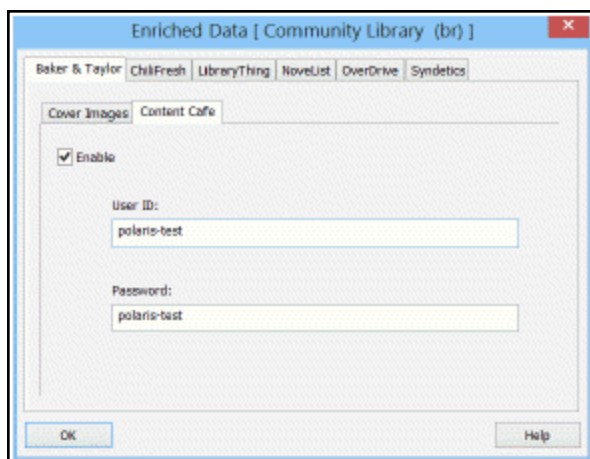 Enriched Data [ Community Library (br) ]
Baker & Taylor ChiliFresh LibraryThing NoveList OverDrive Syndetics
Cover Images Content Cafe
Enable
User ID:
polaris-test
Password:
polaris-test
OK Help